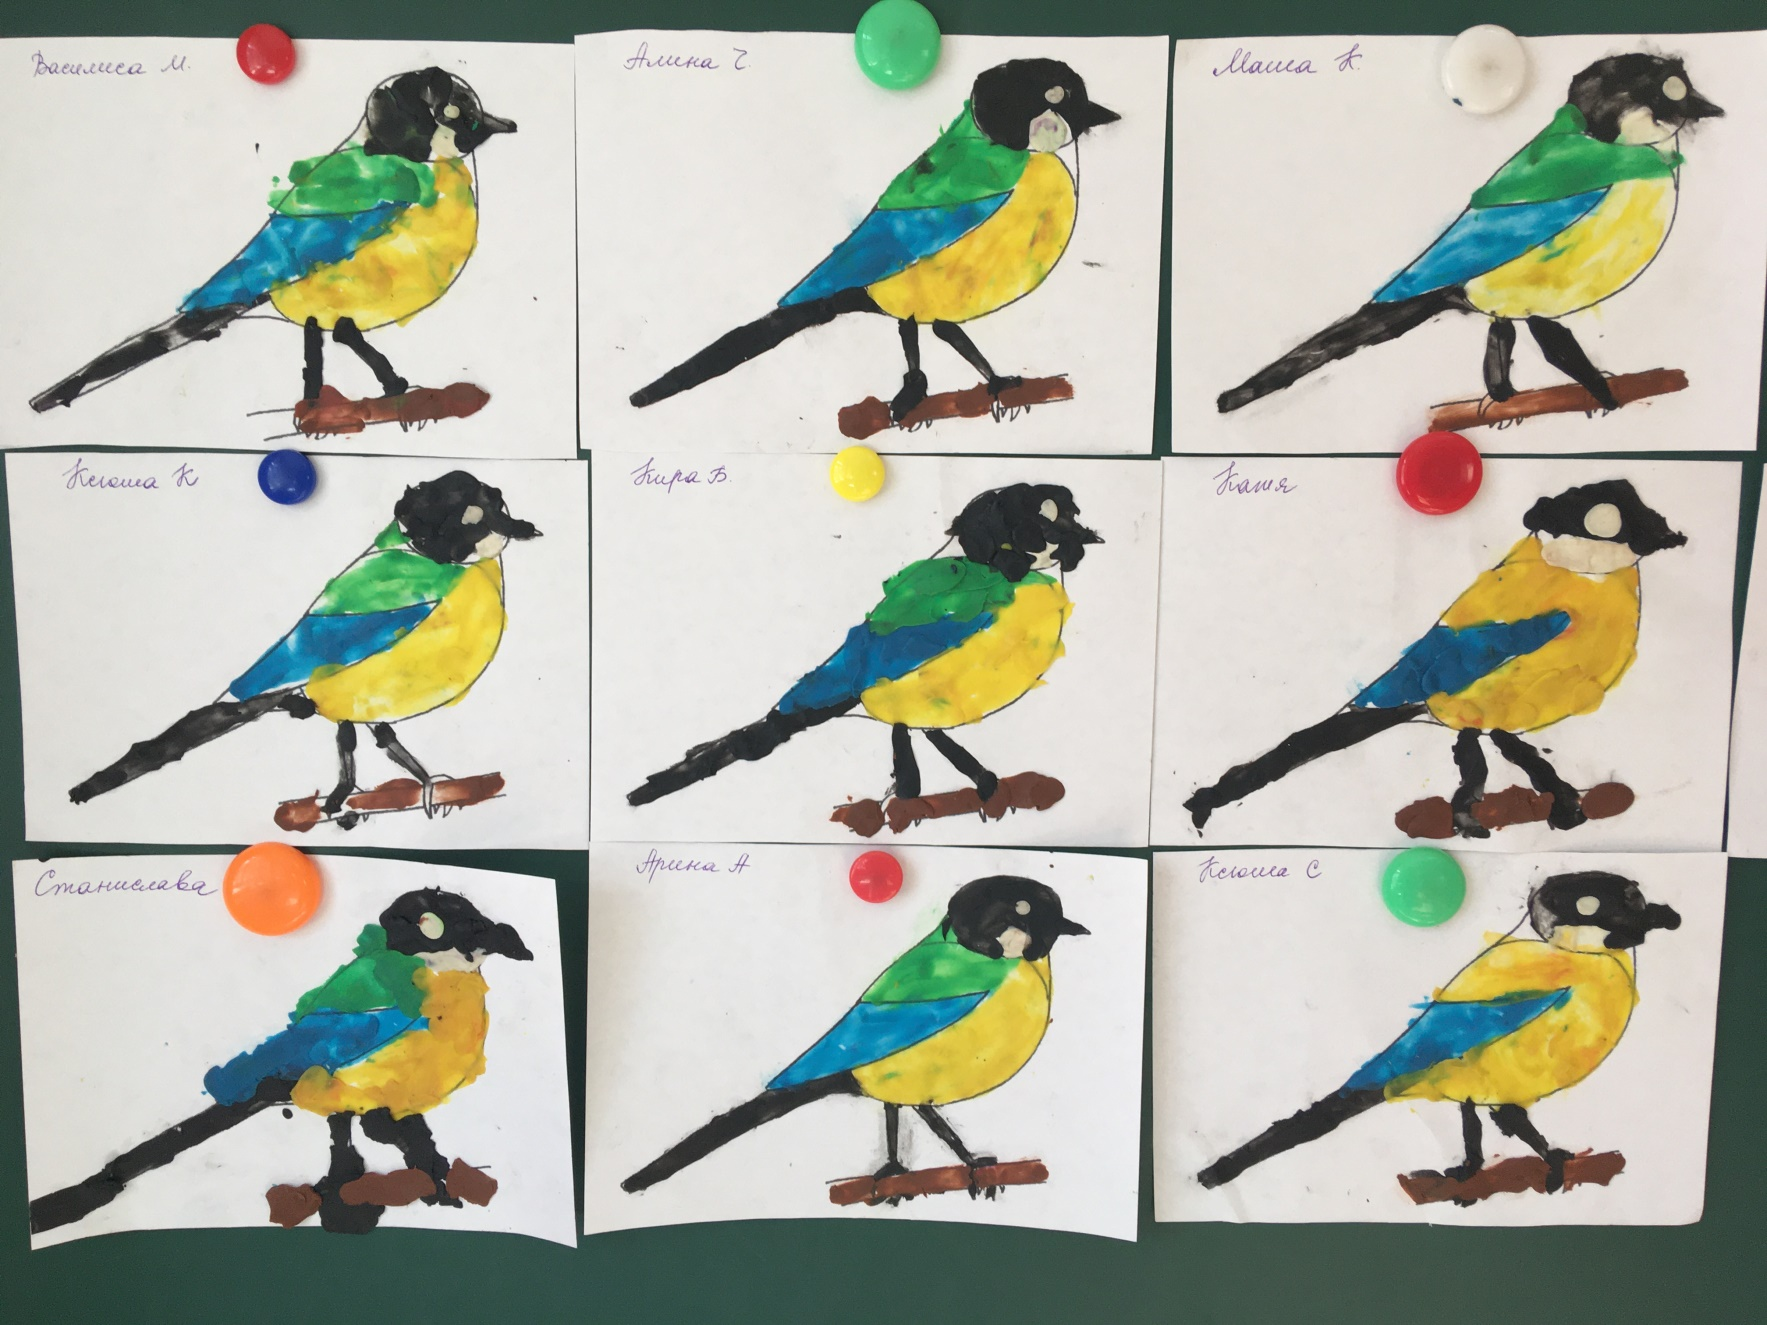 Василиса М.
Алина Ч.
Маша К.
Ксюша К
Кира Б.
Катя
Станислава
Арина А
Ксюша С